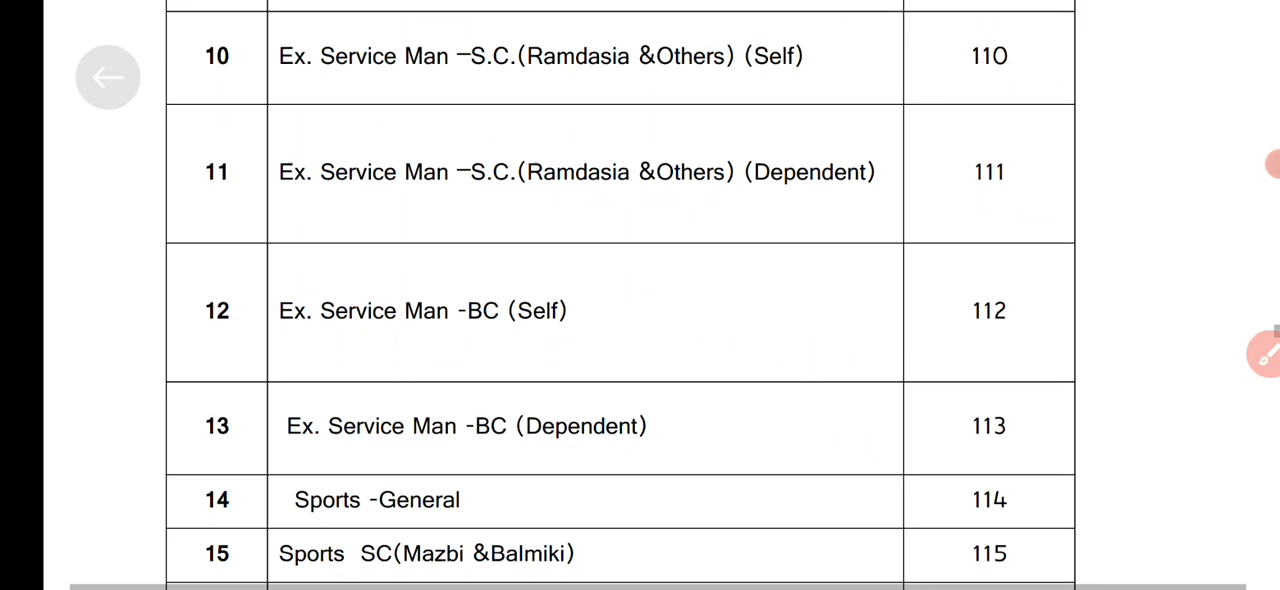 10 Ex. Service Man –S.C.(Ramdasia &Others) (Self) 110
11 Ex. Service Man –S.C.(Ramdasia &Others) (Dependent) 111
12 Ex. Service Man -BC (Self) 112
13 Ex. Service Man -BC (Dependent) 113
14 Sports -General 114
15 Sports SC(Mazbi &Balmiki) 115